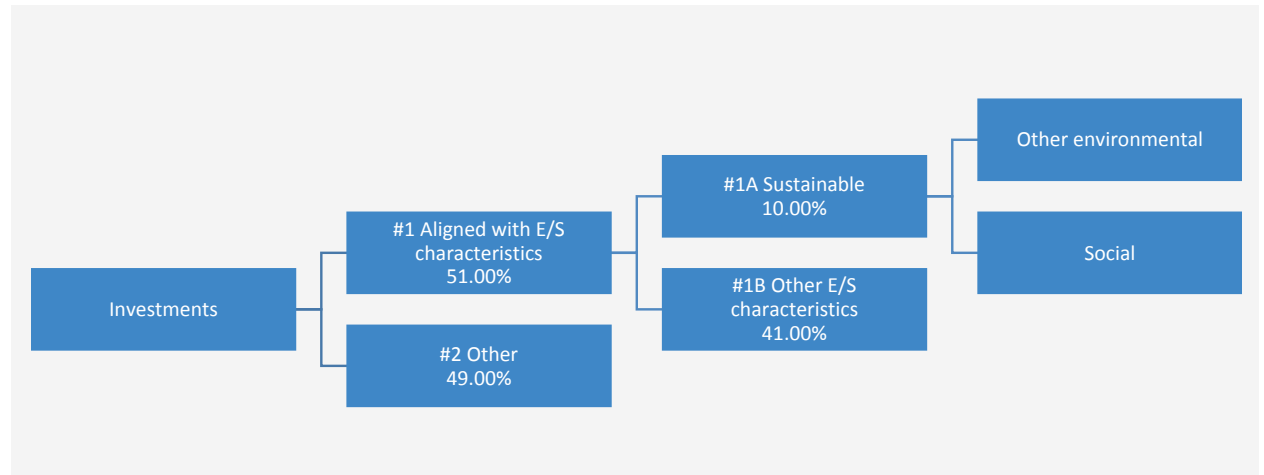 Investments
#1 Aligned with E/S
characteristics
51.00%
#2 Other
49.00%
#1A Sustainable
10.00%
#1B Other E/S
characteristics
41.00%
Other environmental
Social